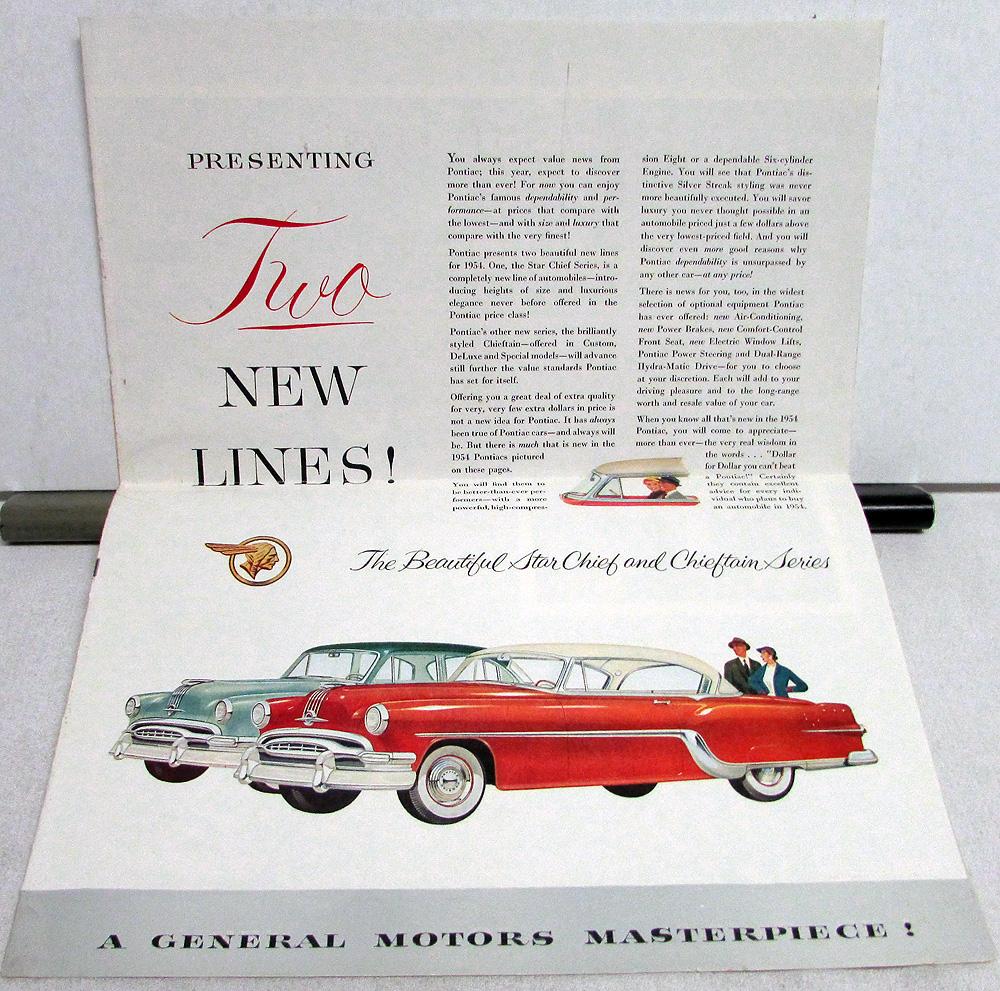 PRESENTING
Two
NEW
LINES!
You always expect value news from
Pontiac; this year, expect to discover
more than ever! For now you can enjoy
Pontiac's famous dependability and per-
formance—at prices that compare with
the lowest—and with size and luxury that
compare with the very finest!
Pontiac presents two beautiful new lines
for 1954. One, the Star Chief Series, is a
completely new line of automobiles—intro-
ducing heights of size and luxurious
elegance never before offered in the
Pontiac price class!
Pontiac's other new series, the brilliantly
styled Chieftain—offered in Custom,
DeLuxe and Special models—will advance
still further the value standards Pontiac
has set for itself.
Offering you a great deal of extra quality
for very, very few extra dollars in price is
not a new idea for Pontiac. It has always
been true of Pontiac cars—and always will
be. But there is much that is new in the
1954 Pontiacs pictured
on these pages.
You will find them to
be better-than-ever per-
formers—with a more
powerful, high-compres-
sion Eight or a dependable Six-cylinder
Engine. You will see that Pontiac's dis-
tinctive Silver Streak styling was never
more beautifully executed. You will savor
luxury you never thought possible in an
automobile priced just a few dollars above
the very lowest-priced field. And you will
discover even more good reasons why
Pontiac dependability is unsurpassed by
any other car—at any price!
There is news for you, too, in the widest
selection of optional equipment Pontiac
has ever offered: new Air-Conditioning,
new Power Brakes, new Comfort-Control
Front Seat, new Electric Window Lifts,
Pontiac Power Steering and Dual-Range
Hydra-Matic Drive—for you to choose
at your discretion. Each will add to your
driving pleasure and to the long-range
worth and resale value of your car.
When you know all that's new in the 1954
Pontiac, you will come to appreciate—
more than ever—the very real wisdom in
the words . . . "Dollar
for Dollar you can't beat
a Pontiac!" Certainly
they contain excellent
advice for every indi-
vidual who plans to buy
an automobile in 1954.
The Beautiful Star Chief and Chieftain Series
A GENERAL MOTORS MASTERPIECE!